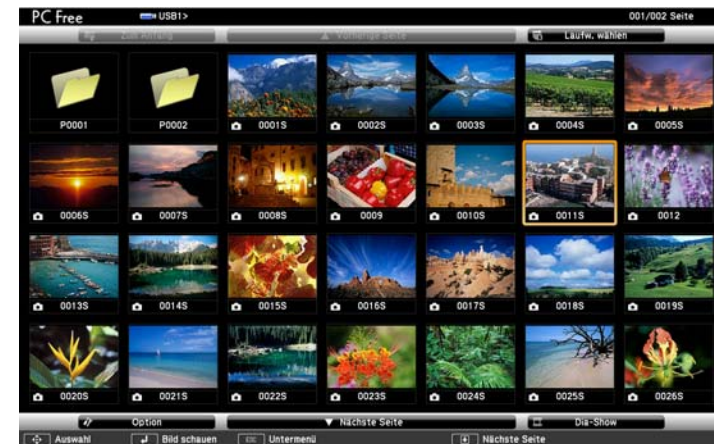 PC Free USB1> 001/002 Seite
Zum Anfang ▲ Vorherige Seite Laufw. wählen
P0001 P0002 0001S 0002S 0003S 0004S 0005S
0006S 0007S 0008S 0009 0010S 0011S 0012
0013S 0014S 0015S 0016S 0017S 0018S 0019S
0020S 0021S 0022S 0023S 0024S 0025S 0026S
Option ▼ Nächste Seite Dia-Show
Auswahl Bild schauen Esc Untermenü Nächste Seite